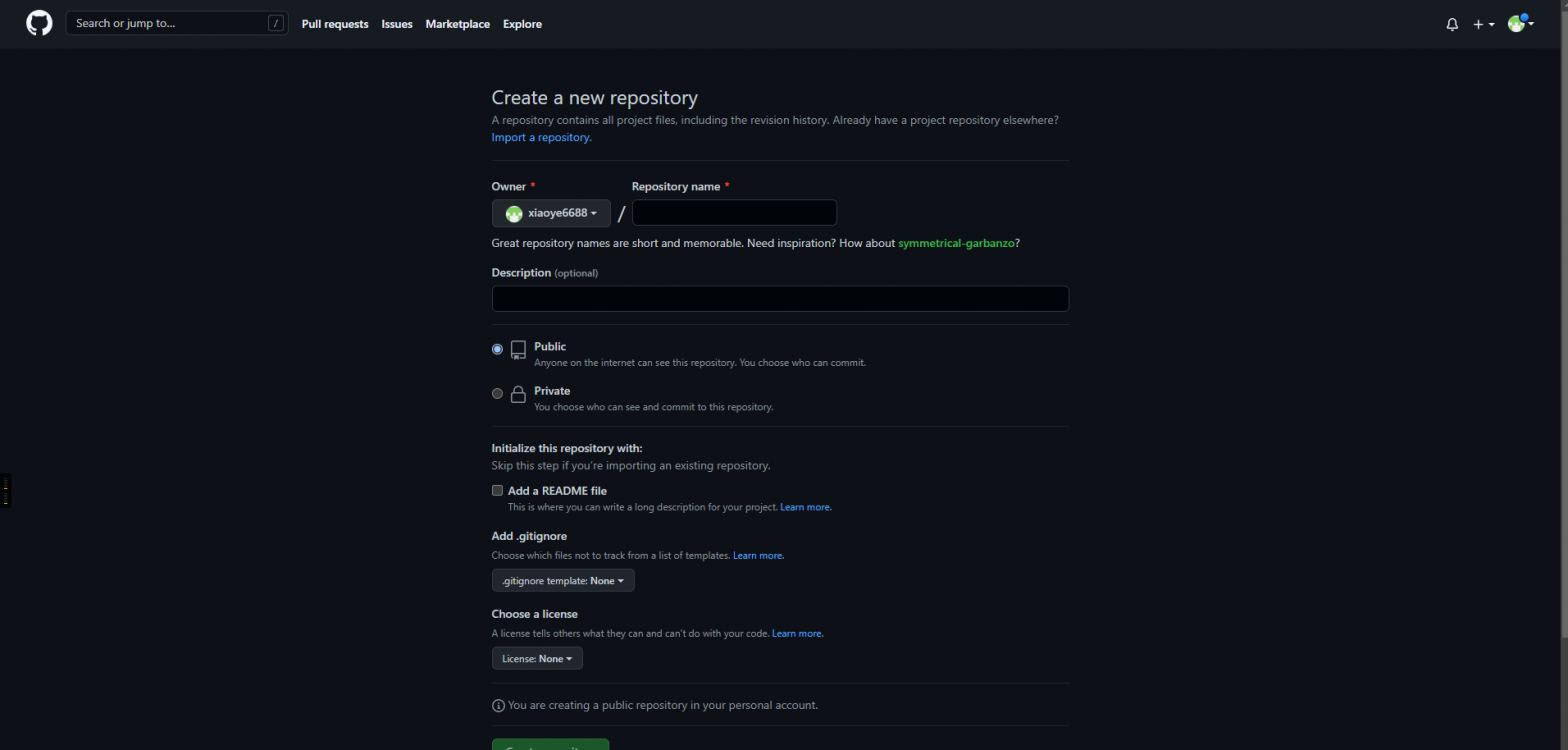 Search or jump to... /
Pull requests Issues Marketplace Explore
Create a new repository
A repository contains all project files, including the revision history. Already have a project repository elsewhere?
Import a repository.
Owner * Repository name *
xiaoye6688 /
Great repository names are short and memorable. Need inspiration? How about symmetrical-garbanzo?
Description (optional)
Public
Anyone on the internet can see this repository. You choose who can commit.
Private
You choose who can see and commit to this repository.
Initialize this repository with:
Skip this step if you're importing an existing repository.
Add a README file
This is where you can write a long description for your project. Learn more.
Add .gitignore
Choose which files not to track from a list of templates. Learn more.
.gitignore template: None
Choose a license
A license tells others what they can and can't do with your code. Learn more.
License: None
You are creating a public repository in your personal account.